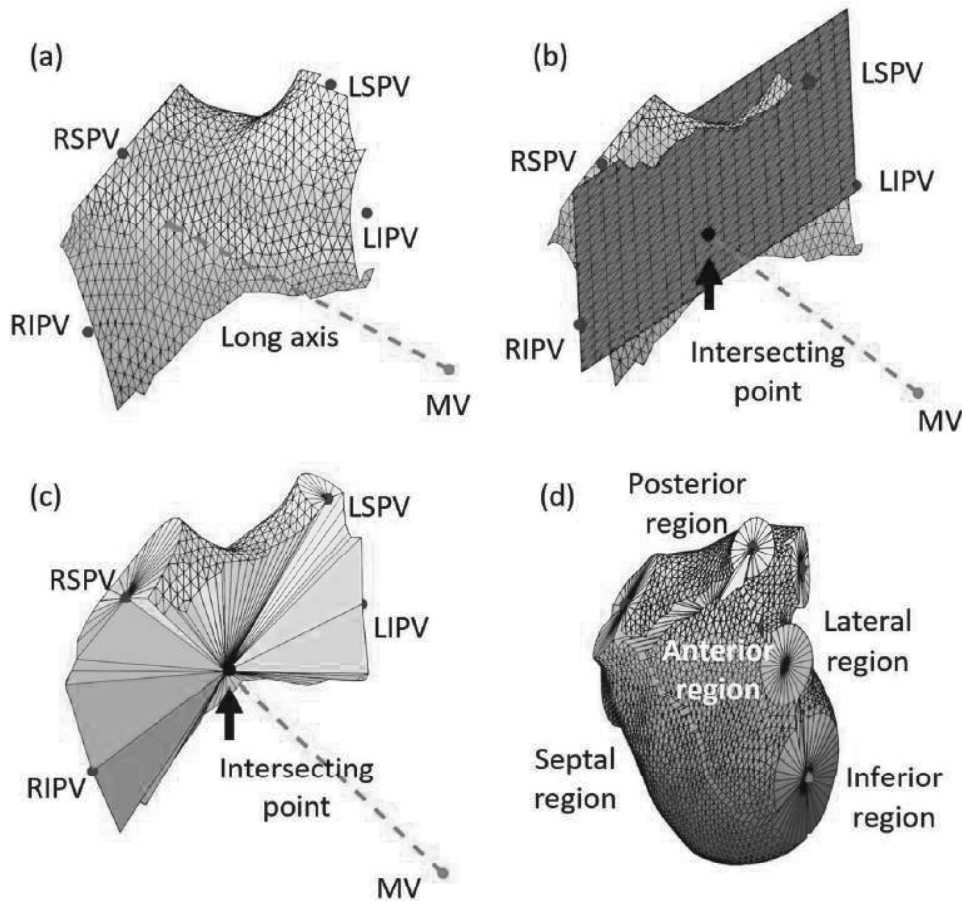 (a)
LSPV
RSPV
LIPV
RIPV
Long axis
MV
(b)
LSPV
RSPV
LIPV
RIPV
Intersecting
point
MV
(c)
LSPV
RSPV
LIPV
RIPV
Intersecting
point
MV
(d)
Posterior
region
Lateral
region
Anterior
region
Septal
region
Inferior
region